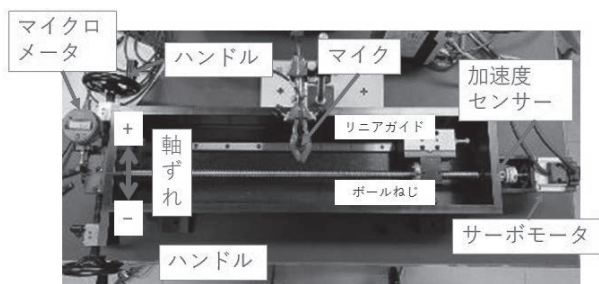 マイクロ
メータ
ハンドル
マイク
加速度
センサー
+
軸ずれ
−
リニアガイド
ボールねじ
サーボモータ
ハンドル